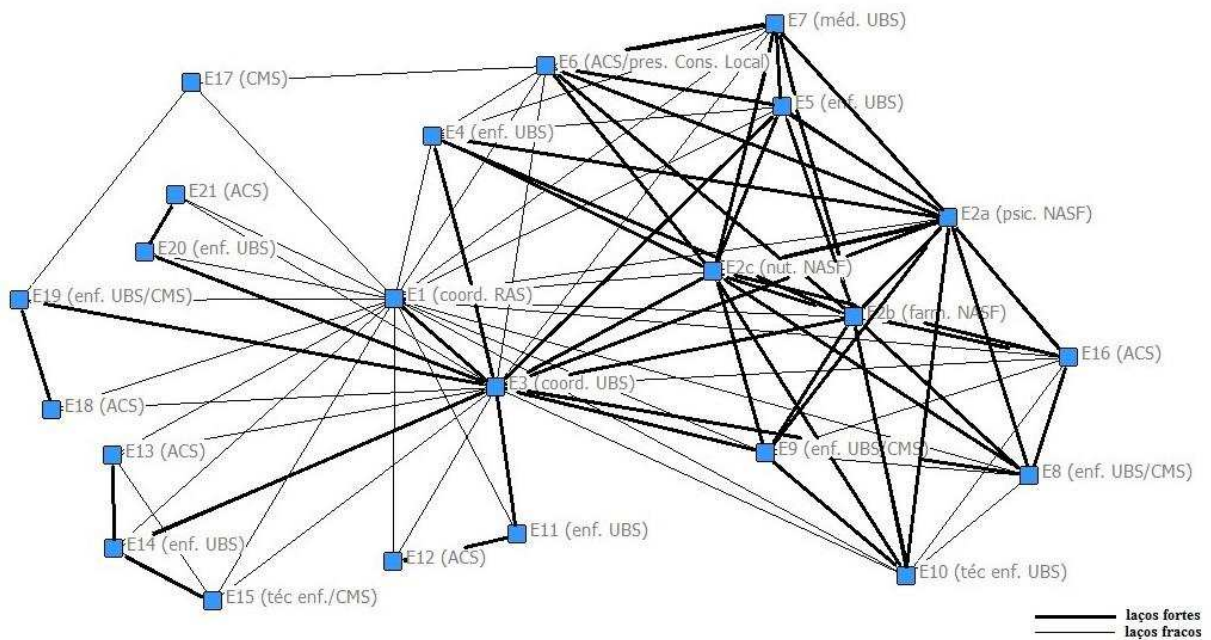 E7 (méd. UBS)
E6 (ACS/pres. Cons. Local)
E17 (CMS)
E5 (enf. UBS)
E4 (enf. UBS)
E21 (ACS)
E2a (psic. NASF)
E20 (enf. UBS)
E2c (nut. NASF)
E19 (enf. UBS/CMS)
E1 (coord. RAS)
E2b (farm. NASF)
E16 (ACS)
E3 (coord. UBS)
E18 (ACS)
E13 (ACS)
E9 (enf. UBS/CMS)
E8 (enf. UBS/CMS)
E11 (enf. UBS)
E14 (enf. UBS)
E12 (ACS)
E10 (téc enf. UBS)
E15 (téc enf./CMS)
laços fortes
laços fracos